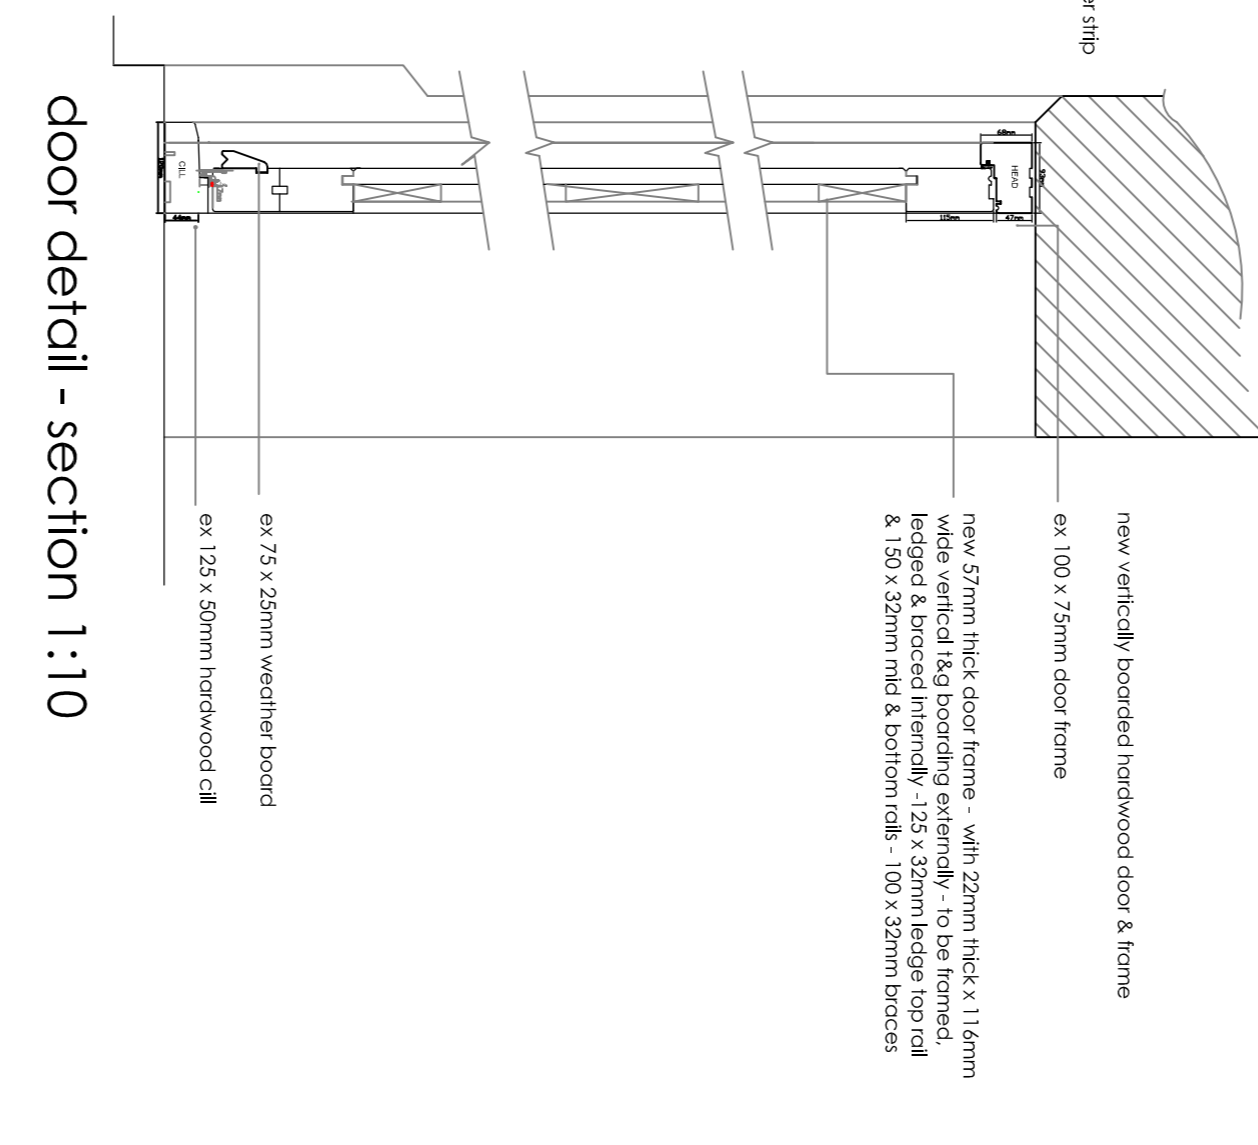 er strip
new vertically boarded hardwood door & frame
ex 100 x 75mm door frame
new 57mm thick door frame - with 22mm thick x 116mm
wide vertical t&g boarding externally - to be framed,
ledged & braced internally -125 x 32mm ledge top rail
& 150 x 32mm mid & bottom rails - 100 x 32mm braces
68mm
HEAD
47mm
115mm
CILL
44mm
ex 75 x 25mm weather board
ex 125 x 50mm hardwood cill
door detail - section 1:10